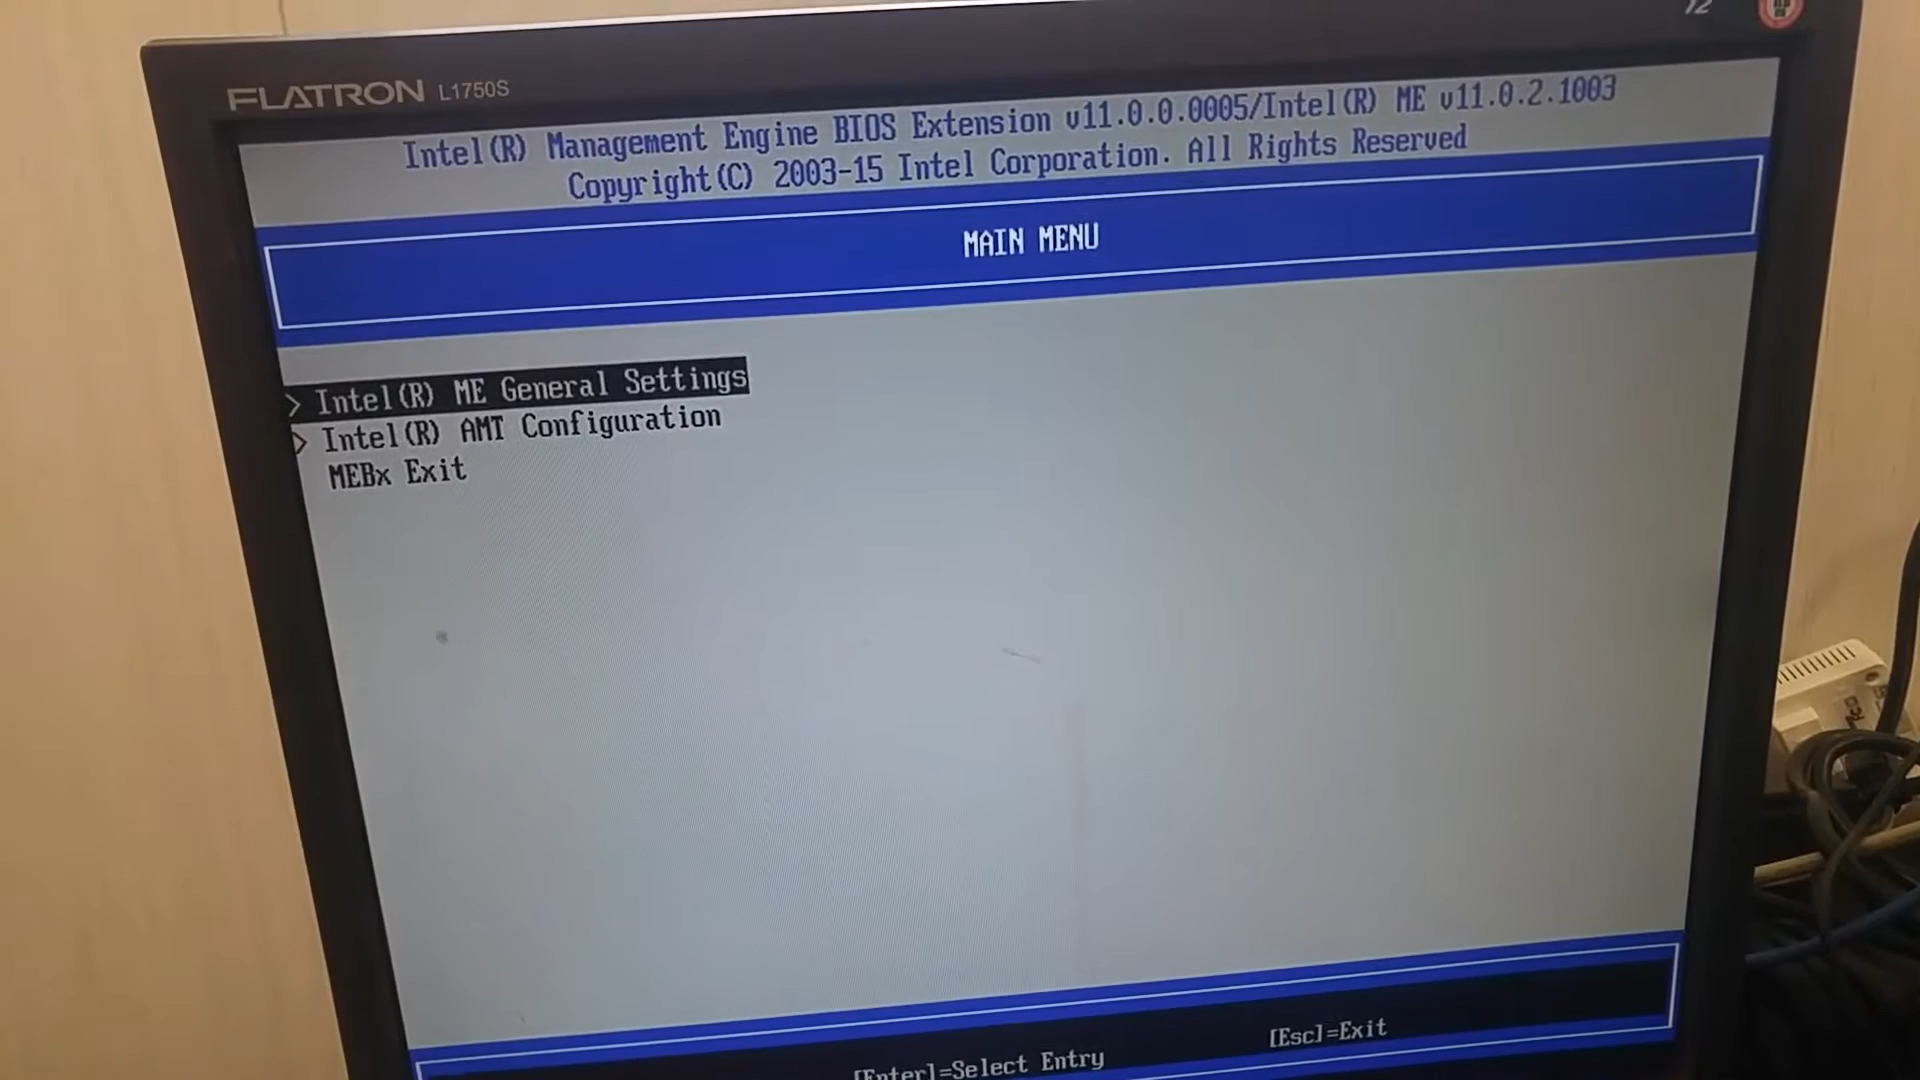 FLATRON L1750S
Intel(R) Management Engine BIOS Extension v11.0.0.0005/Intel(R) ME v11.0.2.1003
Copyright(C) 2003-15 Intel Corporation. All Rights Reserved
MAIN MENU
> Intel(R) ME General Settings
> Intel(R) AMT Configuration
MEBx Exit
[Enter]=Select Entry
[Esc]=Exit